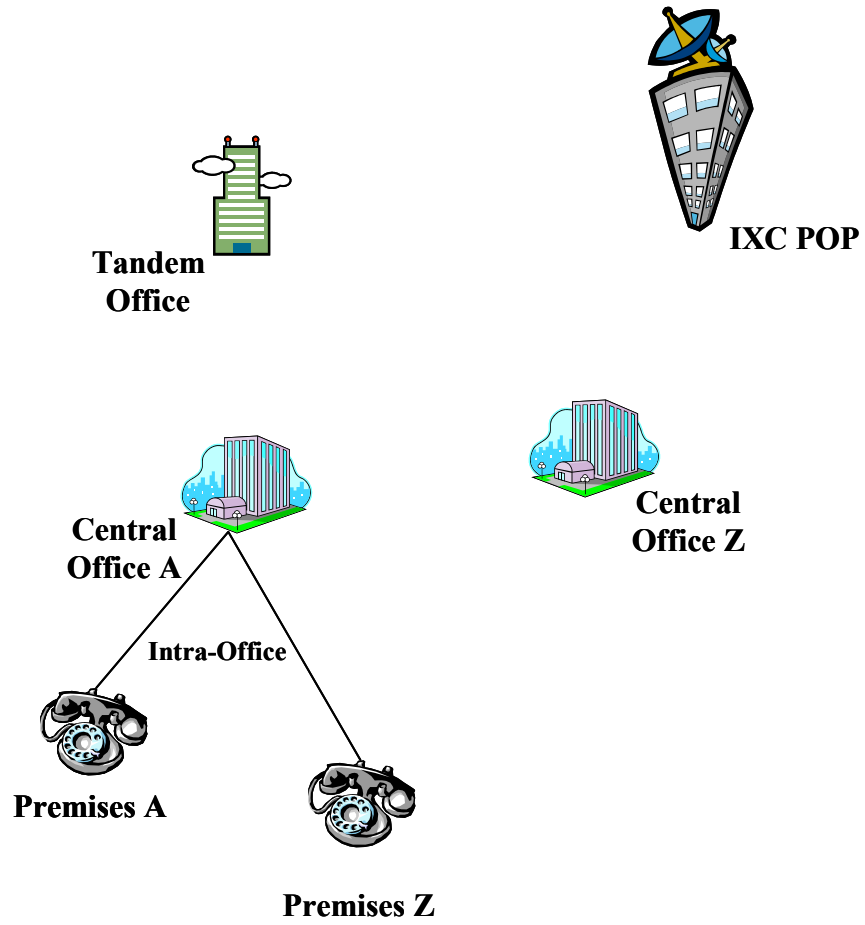 IXC POP
Tandem
Office
Central
Office Z
Central
Office A
Intra-Office
Premises A
Premises Z